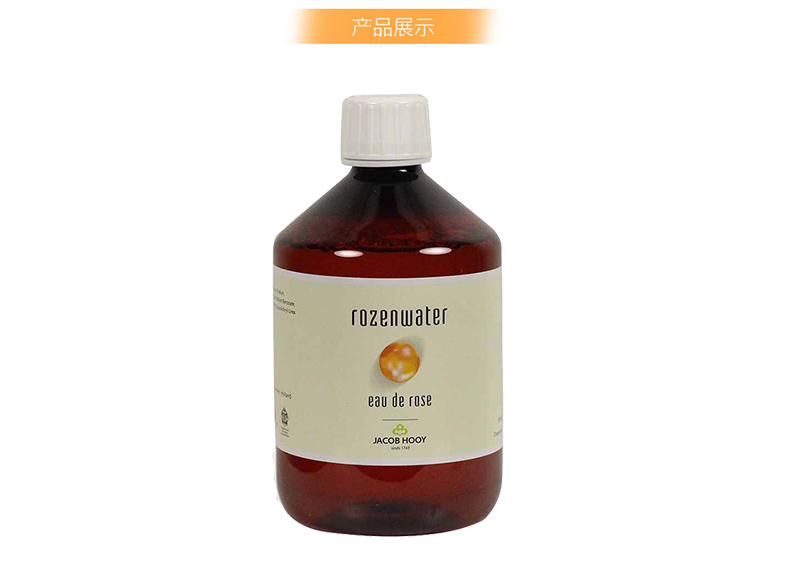 产品展示
rozenwater
eau de rose
JACOB HOOY
sinds 1743